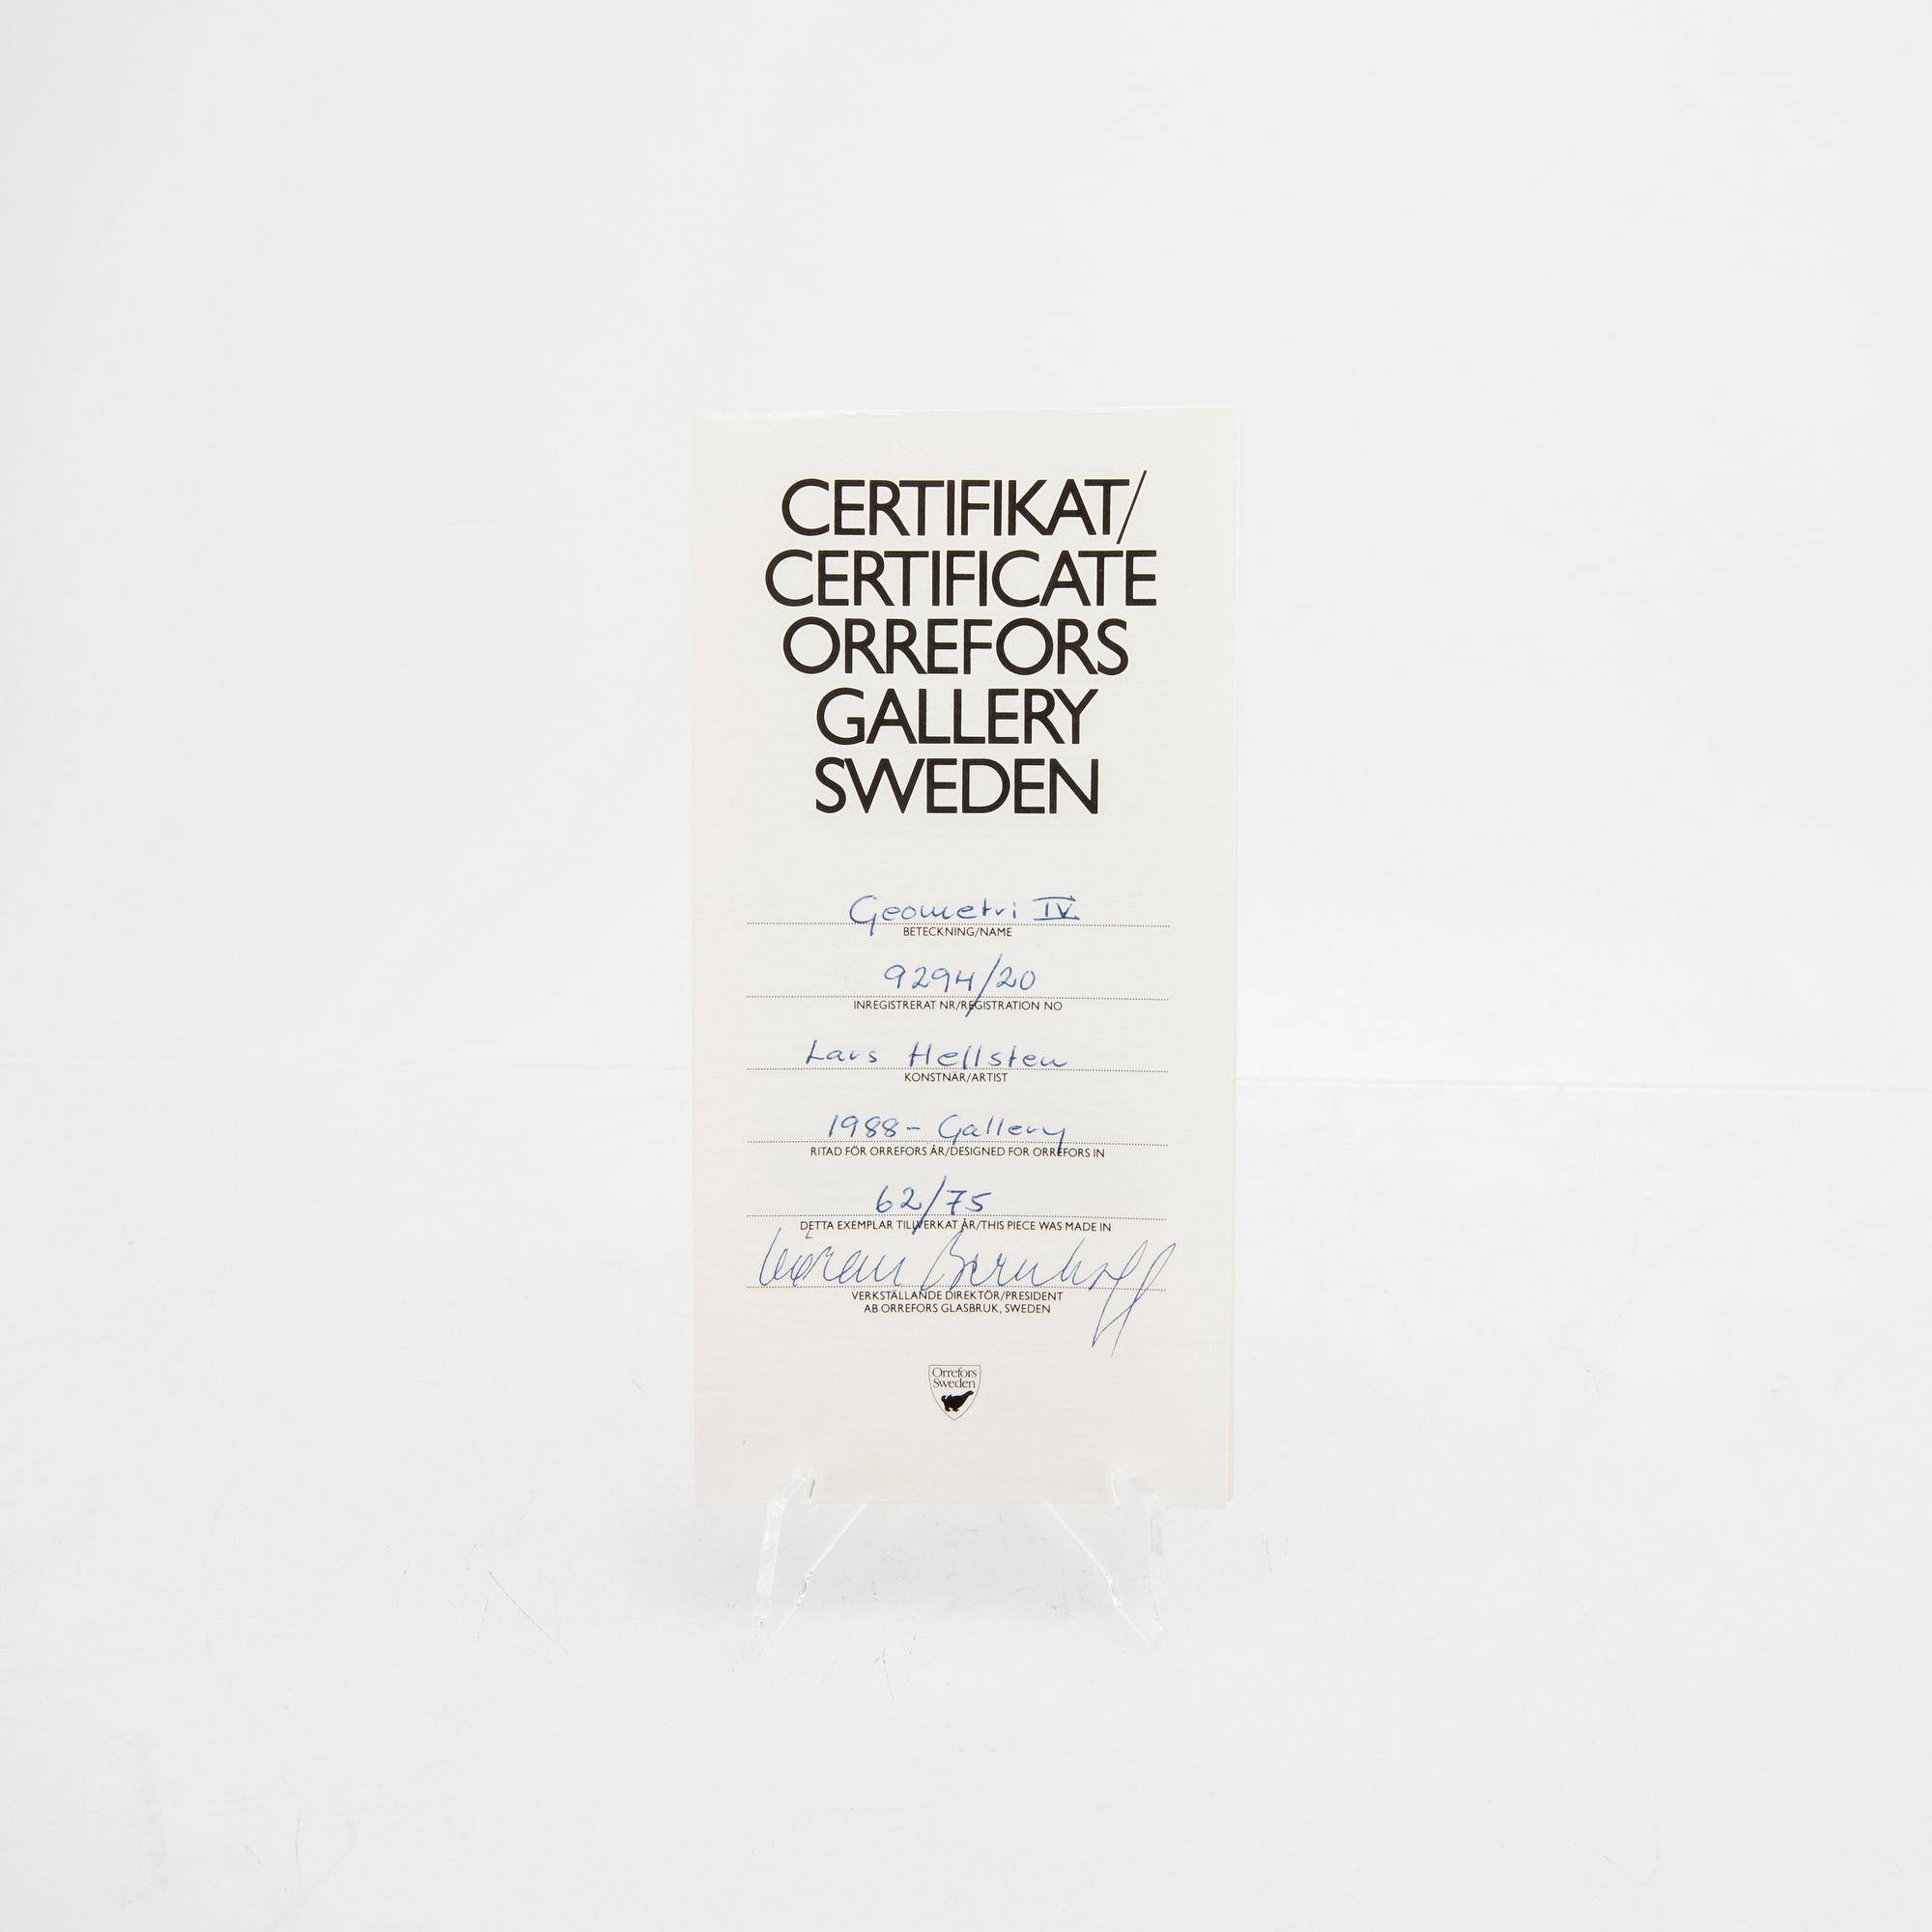 CERTIFIKAT/
CERTIFICATE
ORREFORS
GALLERY
SWEDEN
Geometri IV.
BETECKNING/NAME
9294/20
INREGISTRERAT NR/REGISTRATION NO
Lars Hellsten
KONSTNÄR/ARTIST
1988- Gallery
RITAD FÖR ORREFORS ÅR/DESIGNED FOR ORREFORS IN
62/75
DETTA EXEMPLAR TILLVERKAT ÅR/THIS PIECE WAS MADE IN
Göran Bernhoff
VERKSTÄLLANDE DIREKTÖR/PRESIDENT
AB ORREFORS GLASBRUK, SWEDEN
Orrefors
Sweden